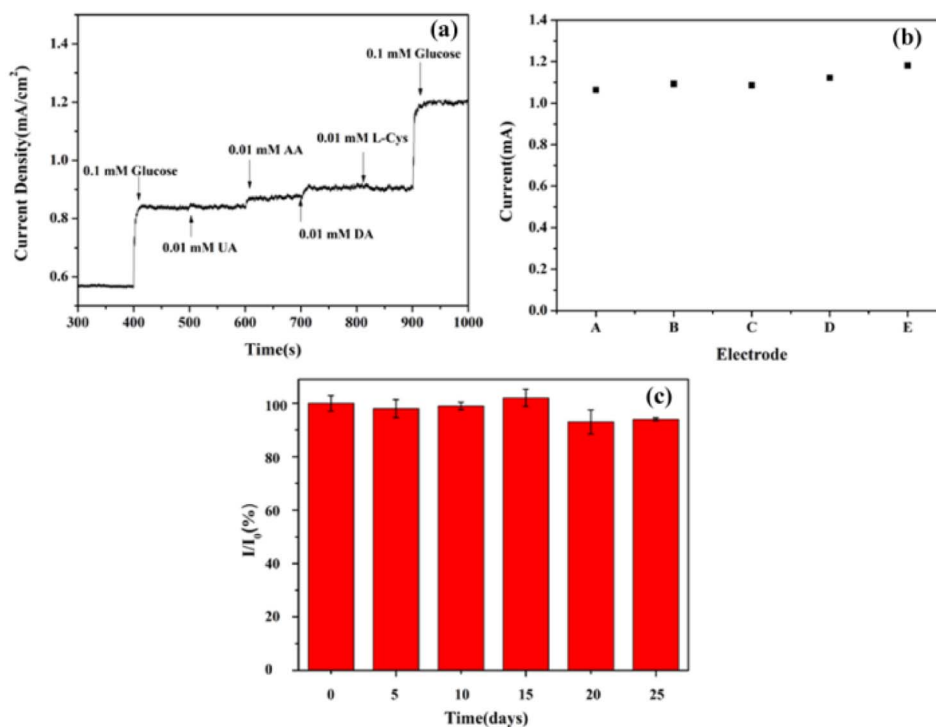 (a)
1.4
1.2
1.0
0.8
0.6
Current Density(mA/cm²)
0.1 mM Glucose
0.01 mM UA
0.01 mM AA
0.01 mM DA
0.01 mM L-Cys
0.1 mM Glucose
300 400 500 600 700 800 900 1000
Time(s)
(b)
1.4
1.2
1.0
0.8
0.6
0.4
0.2
0.0
Current(mA)
A B C D E
Electrode
(c)
100
80
60
40
20
0
I/I₀(%)
0 5 10 15 20 25
Time(days)